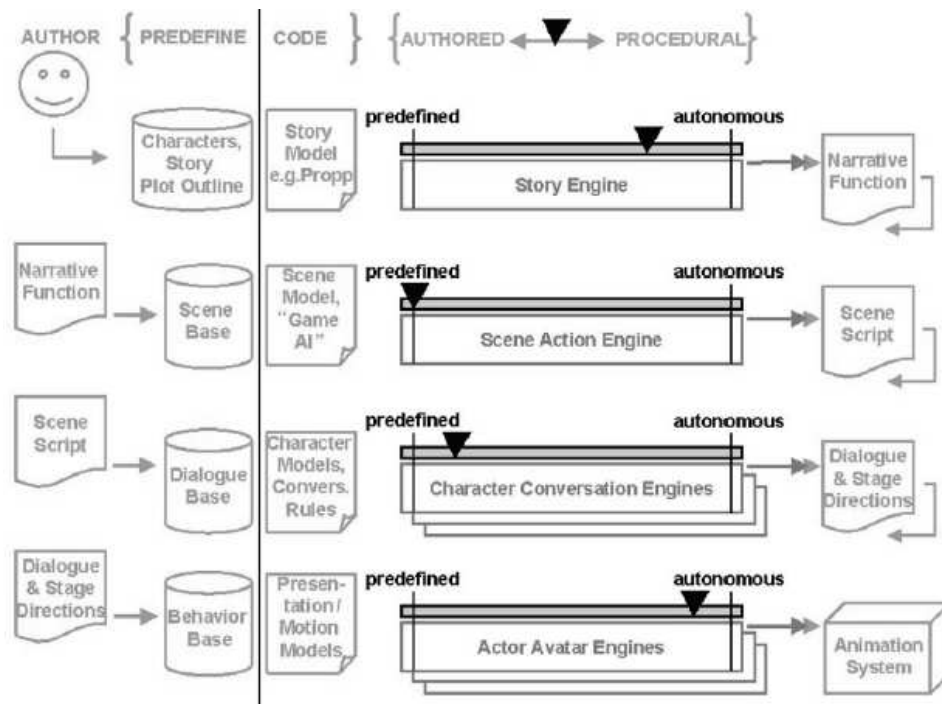 AUTHOR { PREDEFINE CODE } { AUTHORED PROCEDURAL }
Characters,
Story
Plot Outline
Story
Model
e.g.Propp
predefined autonomous
Story Engine
Narrative
Function
Narrative
Function
Scene
Base
Scene
Model,
“Game
AI”
predefined autonomous
Scene Action Engine
Scene
Script
Scene
Script
Dialogue
Base
Character
Models,
Convers.
Rules
predefined autonomous
Character Conversation Engines
Dialogue
& Stage
Directions
Dialogue
& Stage
Directions
Behavior
Base
Presen-
tation/
Motion
Models
predefined autonomous
Actor Avatar Engines
Animation
System